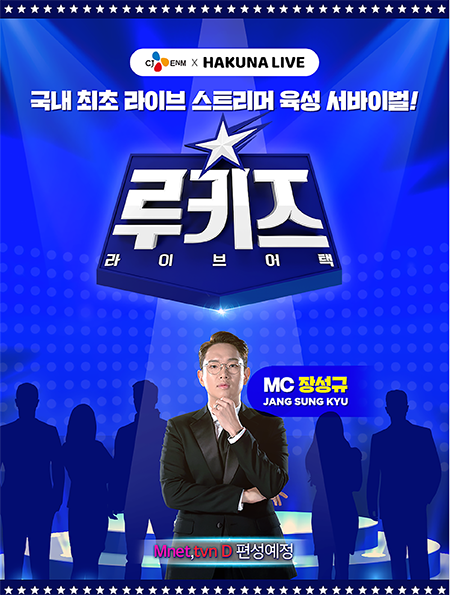 CJ ENM X HAKUNA LIVE
국내 최초 라이브 스트리머 육성 서바이벌!
루키즈
라이브어택
MC 장성규
JANG SUNG KYU
Mnet,tvn D 편성예정